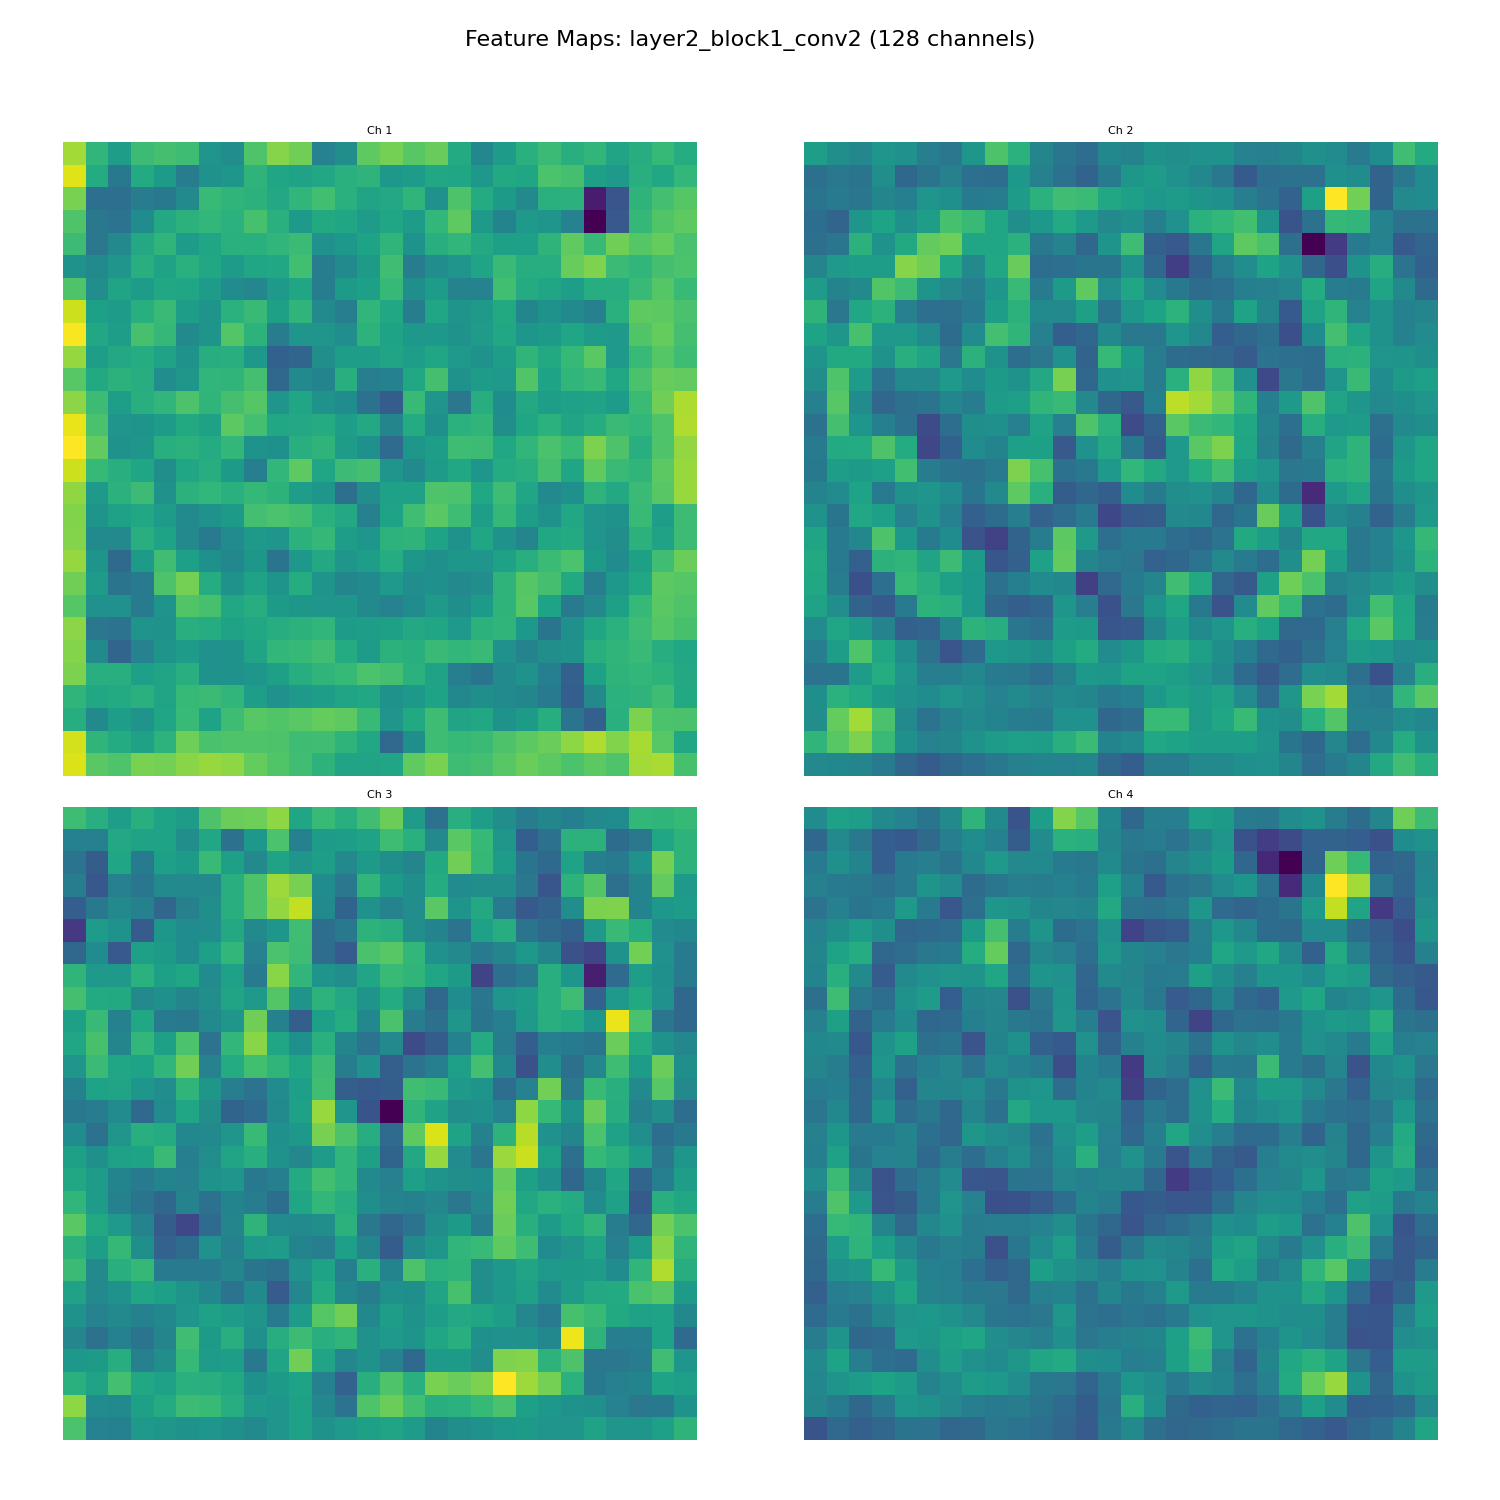 Feature Maps: layer2_block1_conv2 (128 channels)
Ch 1
Ch 2
Ch 3
Ch 4